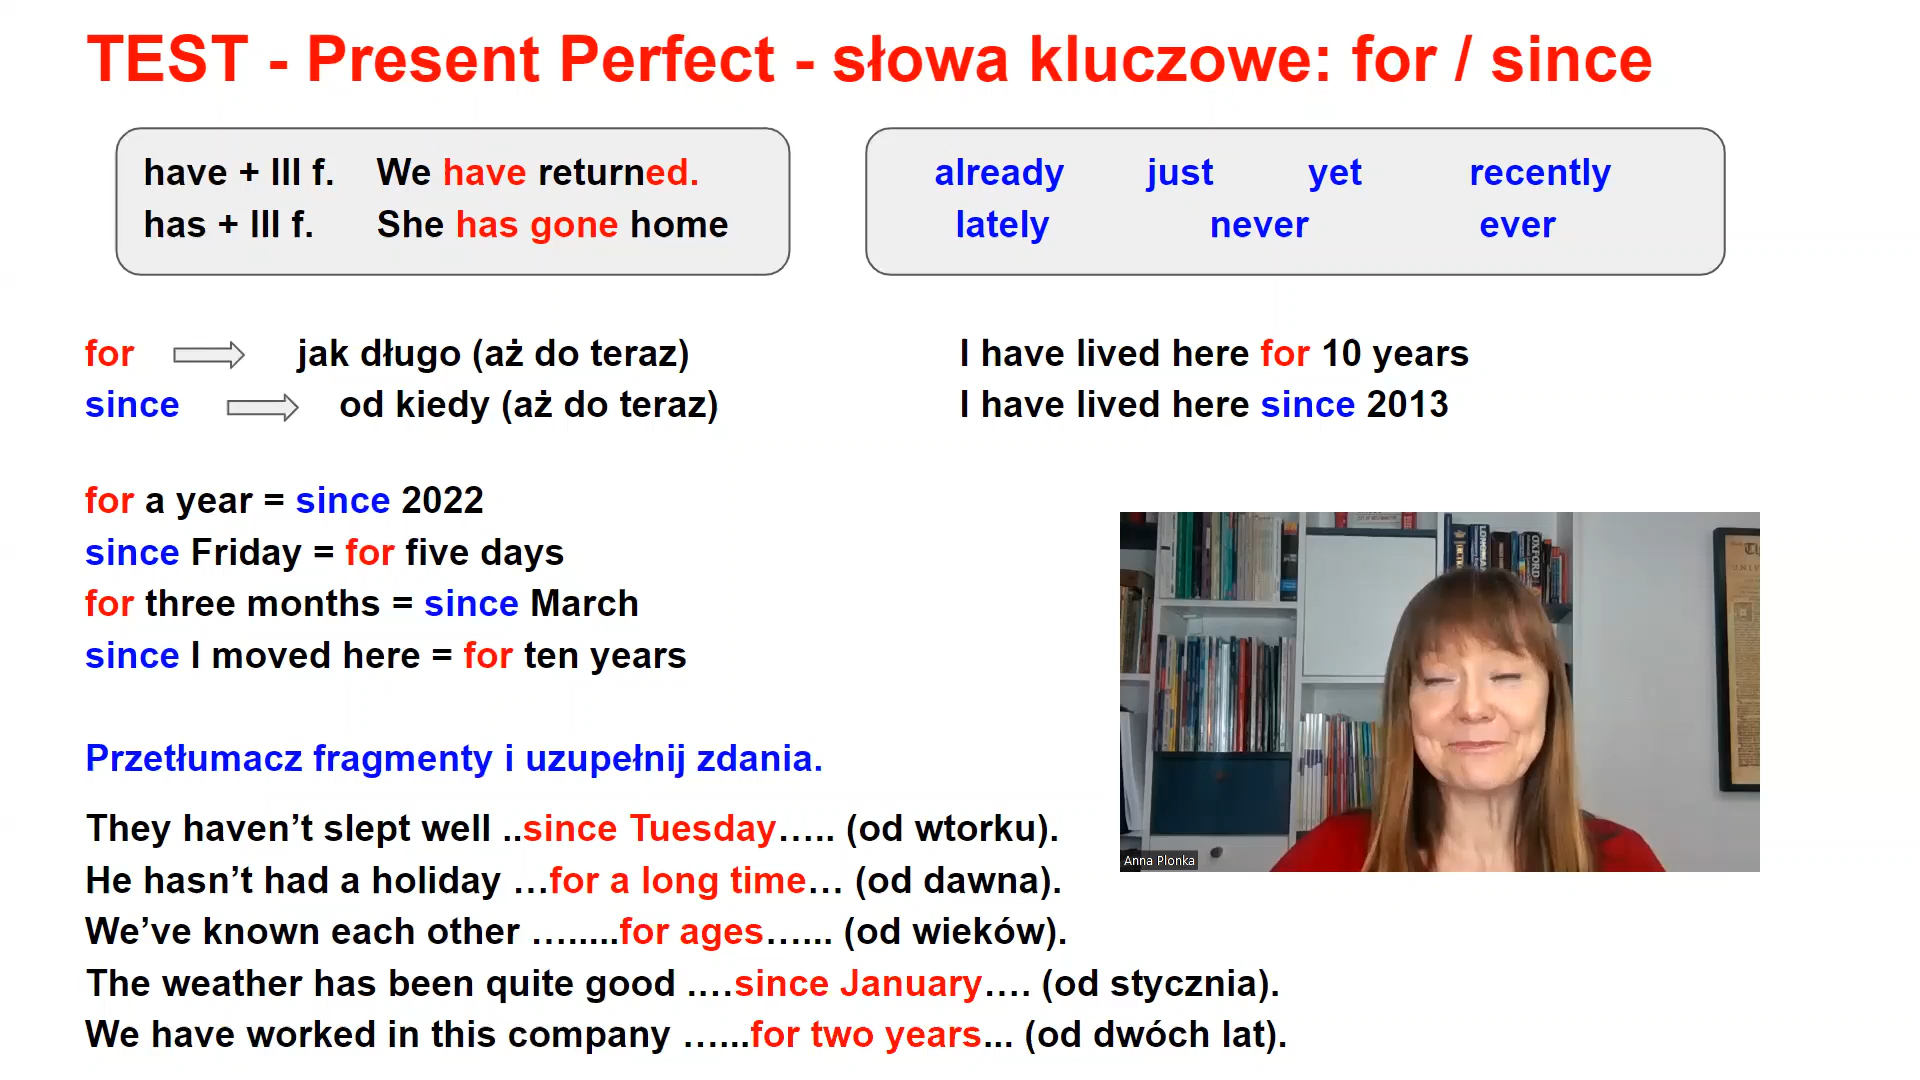 TEST - Present Perfect - słowa kluczowe: for / since
have + III f. We have returned.
has + III f. She has gone home
already just yet recently
lately never ever
for jak długo (aż do teraz)
since od kiedy (aż do teraz)
I have lived here for 10 years
I have lived here since 2013
for a year = since 2022
since Friday = for five days
for three months = since March
since I moved here = for ten years
Przetłumacz fragmenty i uzupełnij zdania.
They haven’t slept well ..since Tuesday….. (od wtorku).
He hasn’t had a holiday …for a long time… (od dawna).
We’ve known each other ….....for ages…... (od wieków).
The weather has been quite good ….since January…. (od stycznia).
We have worked in this company …...for two years... (od dwóch lat).
OXFORD
Anna Plonka